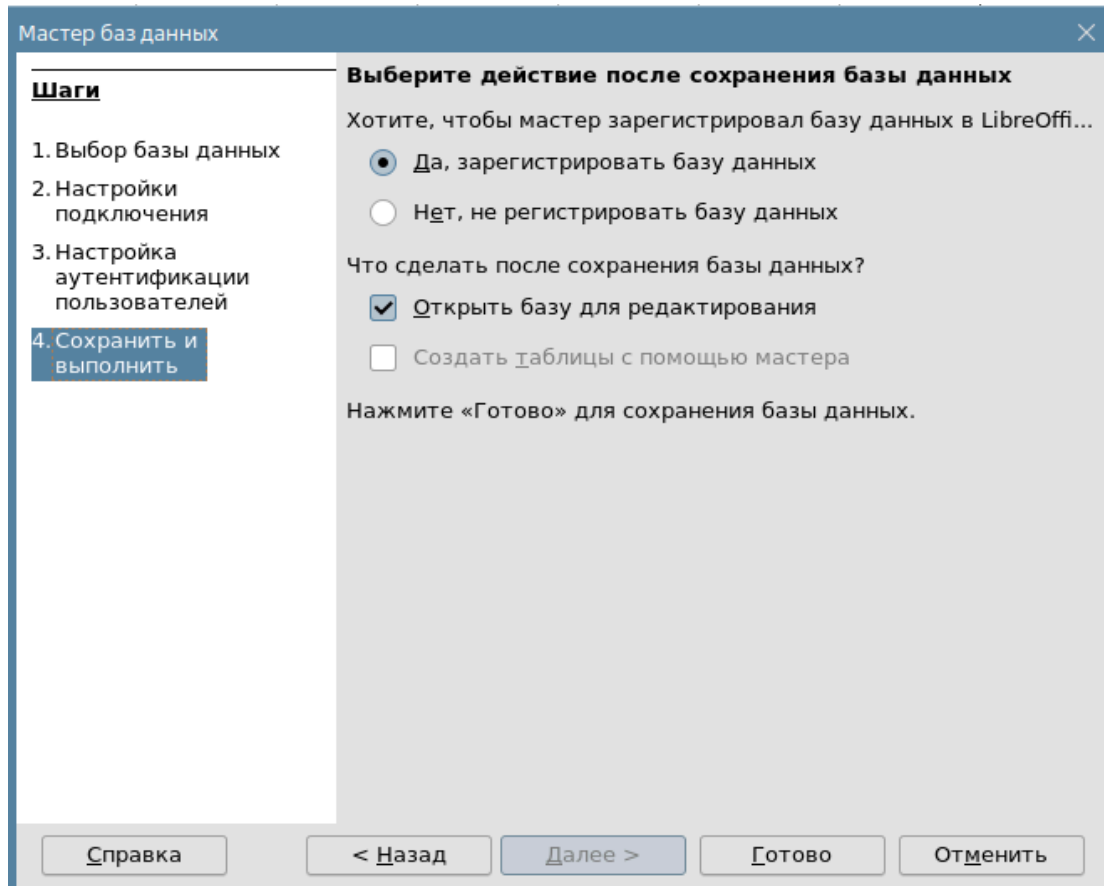 Мастер баз данных
Шаги
1. Выбор базы данных
2. Настройки
подключения
3. Настройка
аутентификации
пользователей
4. Сохранить и
выполнить
Выберите действие после сохранения базы данных
Хотите, чтобы мастер зарегистрировал базу данных в LibreOffi...
Да, зарегистрировать базу данных
Нет, не регистрировать базу данных
Что сделать после сохранения базы данных?
Открыть базу для редактирования
Создать таблицы с помощью мастера
Нажмите «Готово» для сохранения базы данных.
Справка
< Назад
Далее >
Готово
Отменить